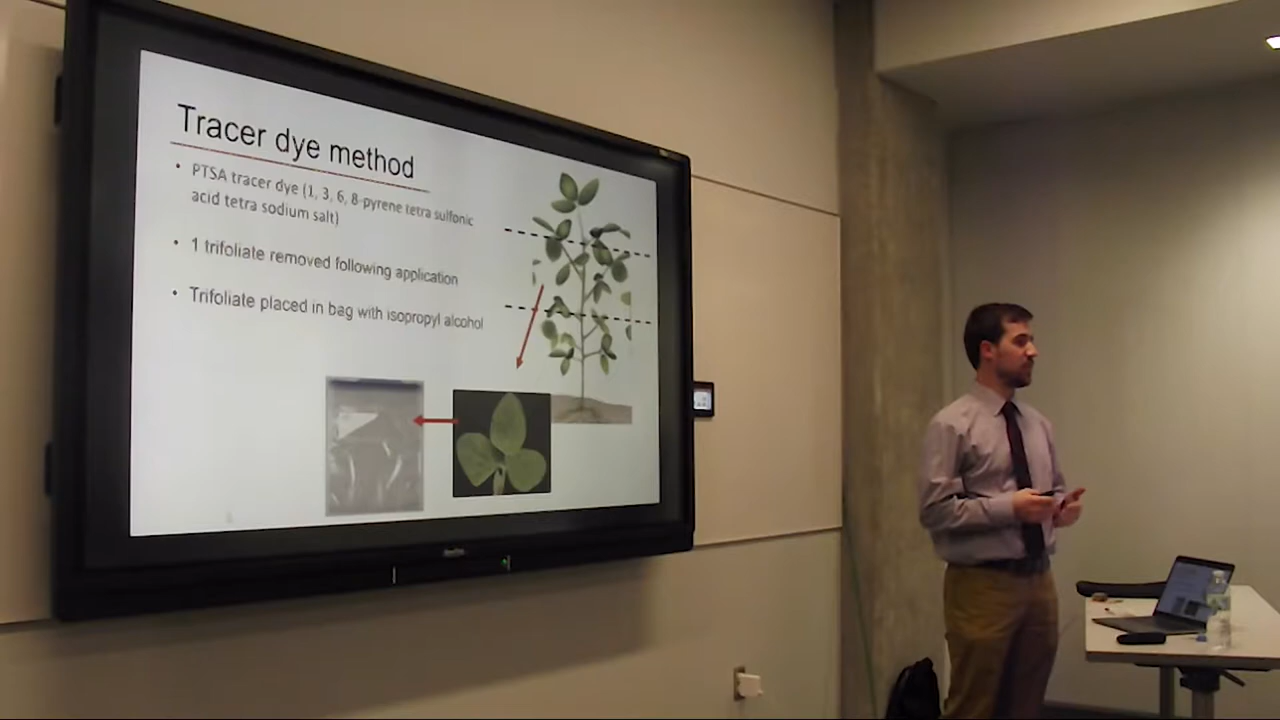 Tracer dye method
• PTSA tracer dye (1, 3, 6, 8-pyrene tetra sulfonic
acid tetra sodium salt)
• 1 trifoliate removed following application
• Trifoliate placed in bag with isopropyl alcohol